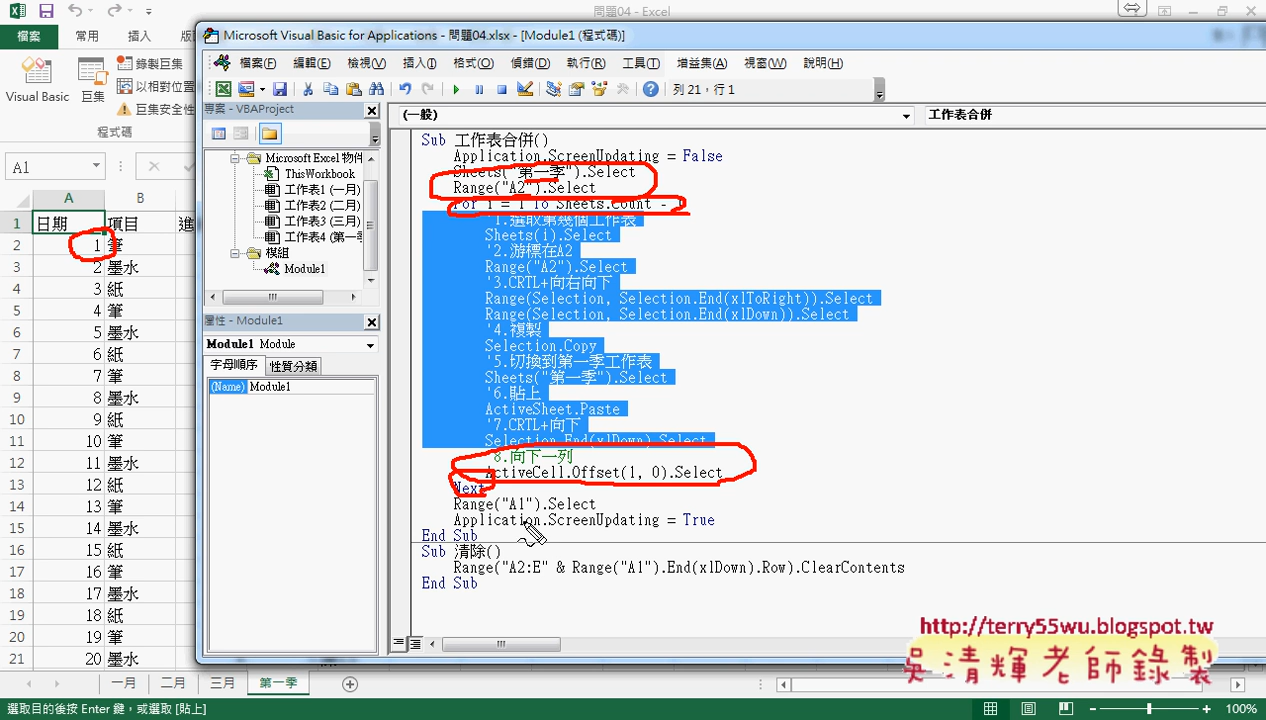 問題04 - Excel
檔案 常用 插入
Visual Basic 巨集 錄製巨集
以相對位置
巨集安全性
程式碼
A1
A B
1 日期 項目 進
2 1 筆
3 2 墨水
4 3 紙
5 4 筆
6 5 墨水
7 6 紙
8 7 筆
9 8 墨水
10 9 紙
11 10 筆
12 11 墨水
13 12 紙
14 13 筆
15 14 墨水
16 15 紙
17 16 筆
18 17 墨水
19 18 紙
20 19 筆
21 20 墨水
一月 二月 三月 第一季
選取目的後按 Enter 鍵，或選取 [貼上]
100%
Microsoft Visual Basic for Applications - 問題04.xlsx - [Module1 (程式碼)]
檔案(F) 編輯(E) 檢視(V) 插入(I) 格式(O) 偵錯(D) 執行(R) 工具(T) 增益集(A) 視窗(W) 說明(H)
列 21，行 1
專案 - VBAProject
Microsoft Excel 物件
ThisWorkbook
工作表1 (一月)
工作表2 (二月)
工作表3 (三月)
工作表4 (第一季
模組
Module1
屬性 - Module1
Module1 Module
字母順序 性質分類
(Name) Module1
(一般) 工作表合併
Sub 工作表合併()
Application.ScreenUpdating = False
Sheets("第一季").Select
Range("A2").Select
For i = 1 To Sheets.Count -
'1.選取第幾個工作表
Sheets(i).Select
'2.游標在A2
Range("A2").Select
'3.CRTL+向右向下
Range(Selection, Selection.End(xlToRight)).Select
Range(Selection, Selection.End(xlDown)).Select
'4.複製
Selection.Copy
'5.切換到第一季工作表
Sheets("第一季").Select
'6.貼上
ActiveSheet.Paste
'7.CRTL+向下
Selection.End(xlDown).Select
8.向下一列
ActiveCell.Offset(1, 0).Select
Next
Range("A1").Select
Application.ScreenUpdating = True
End Sub
Sub 清除()
Range("A2:E" & Range("A1").End(xlDown).Row).ClearContents
End Sub
http://terry55wu.blogspot.tw
吳清輝老師錄製